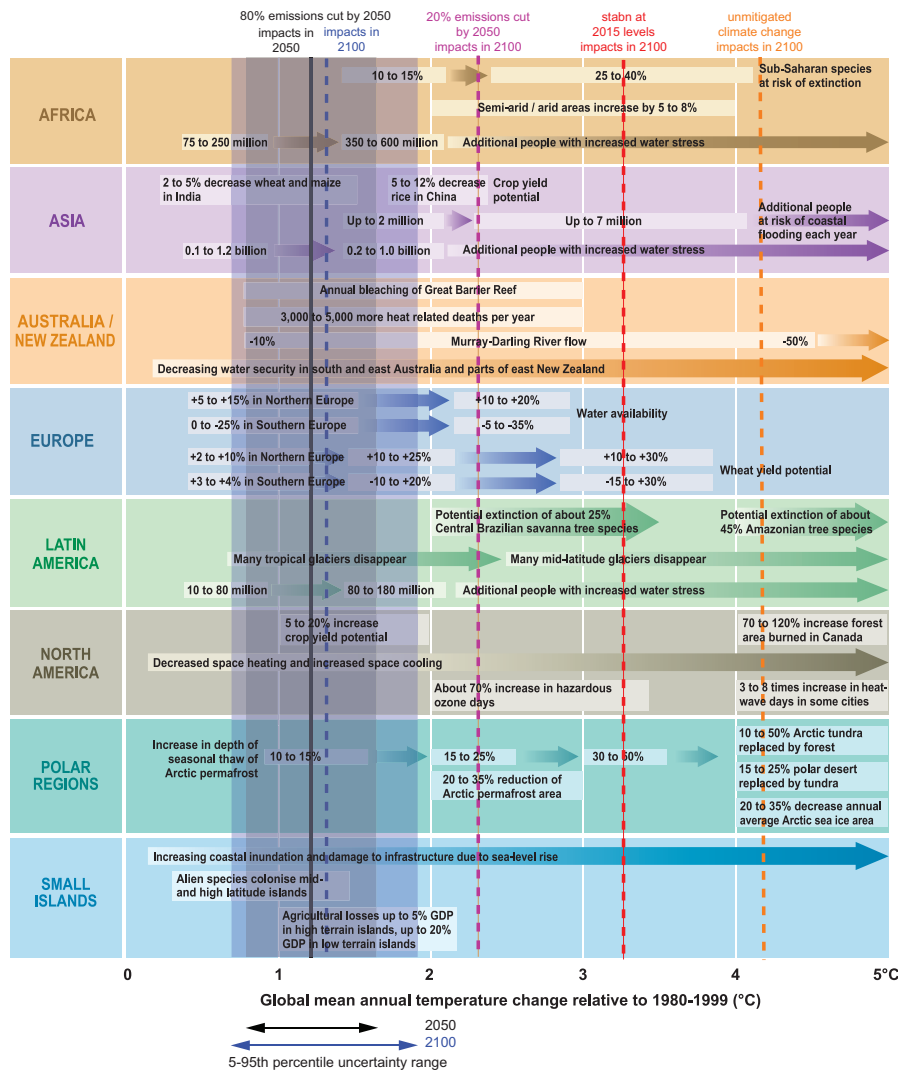 80% emissions cut by 2050
impacts in
2050
impacts in
2100
20% emissions cut
by 2050
impacts in 2100
stabn at
2015 levels
impacts in 2100
unmitigated
climate change
impacts in 2100
AFRICA
10 to 15%
25 to 40%
Sub-Saharan species
at risk of extinction
Semi-arid / arid areas increase by 5 to 8%
75 to 250 million
350 to 600 million
Additional people with increased water stress
ASIA
2 to 5% decrease wheat and maize
in India
5 to 12% decrease
rice in China
Crop yield
potential
Up to 2 million
Up to 7 million
Additional people
at risk of coastal
flooding each year
0.1 to 1.2 billion
0.2 to 1.0 billion
Additional people with increased water stress
AUSTRALIA /
NEW ZEALAND
Annual bleaching of Great Barrier Reef
3,000 to 5,000 more heat related deaths per year
-10%
Murray-Darling River flow
-50%
Decreasing water security in south and east Australia and parts of east New Zealand
EUROPE
+5 to +15% in Northern Europe
+10 to +20%
Water availability
0 to -25% in Southern Europe
-5 to -35%
+2 to +10% in Northern Europe
+10 to +25%
+10 to +30%
Wheat yield potential
+3 to +4% in Southern Europe
-10 to +20%
-15 to +30%
LATIN
AMERICA
Potential extinction of about 25%
Central Brazilian savanna tree species
Potential extinction of about
45% Amazonian tree species
Many tropical glaciers disappear
Many mid-latitude glaciers disappear
10 to 80 million
80 to 180 million
Additional people with increased water stress
NORTH
AMERICA
5 to 20% increase
crop yield potential
70 to 120% increase forest
area burned in Canada
Decreased space heating and increased space cooling
About 70% increase in hazardous
ozone days
3 to 8 times increase in heat-
wave days in some cities
POLAR
REGIONS
Increase in depth of
seasonal thaw of
Arctic permafrost
10 to 15%
15 to 25%
30 to 50%
20 to 35% reduction of
Arctic permafrost area
10 to 50% Arctic tundra
replaced by forest
15 to 25% polar desert
replaced by tundra
20 to 35% decrease annual
average Arctic sea ice area
SMALL
ISLANDS
Increasing coastal inundation and damage to infrastructure due to sea-level rise
Alien species colonise mid-
and high latitude islands
Agricultural losses up to 5% GDP
in high terrain islands, up to 20%
GDP in low terrain islands
0 1 2 3 4 5°C
Global mean annual temperature change relative to 1980-1999 (°C)
2050
2100
5-95th percentile uncertainty range